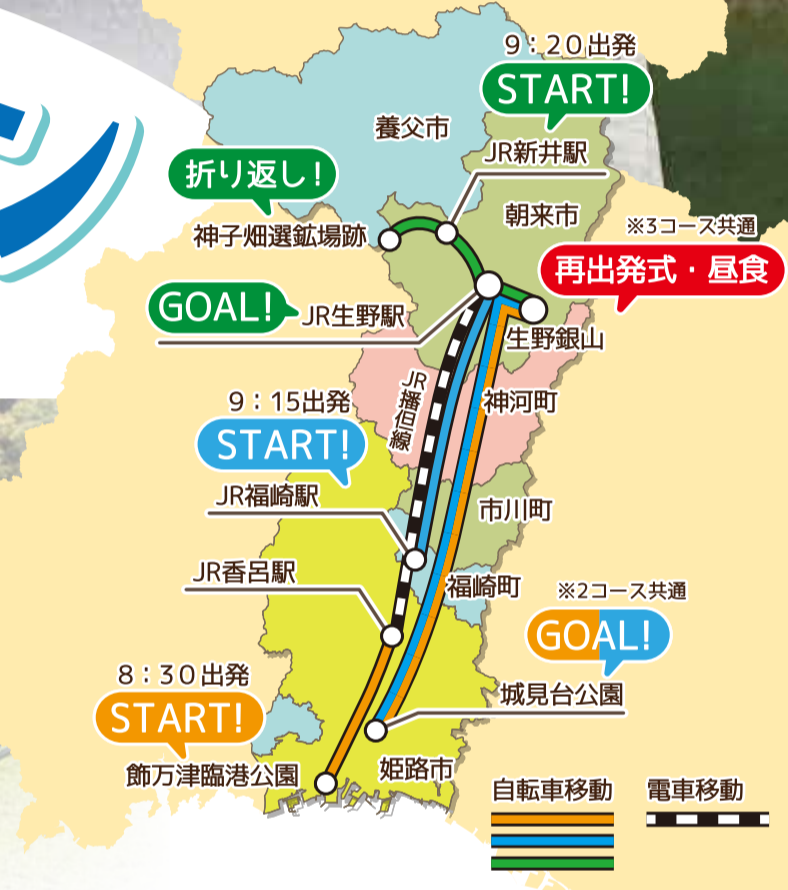 ン
9：20出発
START!
養父市
JR新井駅
折り返し！
朝来市
神子畑選鉱場跡
※3コース共通
再出発式・昼食
GOAL!
JR生野駅
生野銀山
JR播但線
神河町
9：15出発
START!
JR福崎駅
市川町
JR香呂駅
福崎町
※2コース共通
GOAL!
8：30出発
START!
城見台公園
飾万津臨港公園
姫路市
自転車移動
電車移動